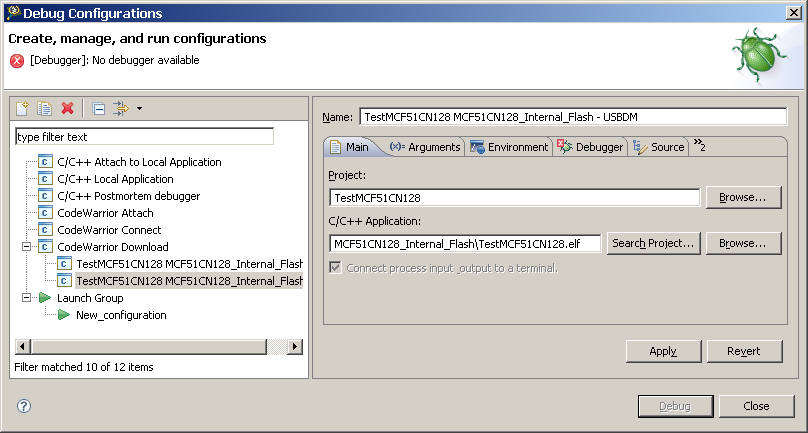 Debug Configurations
Create, manage, and run configurations
[Debugger]: No debugger available
type filter text
C/C++ Attach to Local Application
C/C++ Local Application
C/C++ Postmortem debugger
CodeWarrior Attach
CodeWarrior Connect
CodeWarrior Download
TestMCF51CN128 MCF51CN128_Internal_Flash
TestMCF51CN128 MCF51CN128_Internal_Flash
Launch Group
New_configuration
Filter matched 10 of 12 items
Name: TestMCF51CN128 MCF51CN128_Internal_Flash - USBDM
Main (x)= Arguments Environment Debugger Source »2
Project:
TestMCF51CN128 Browse...
C/C++ Application:
MCF51CN128_Internal_Flash\TestMCF51CN128.elf Search Project... Browse...
Connect process input _output to a terminal.
Apply Revert
? Debug Close